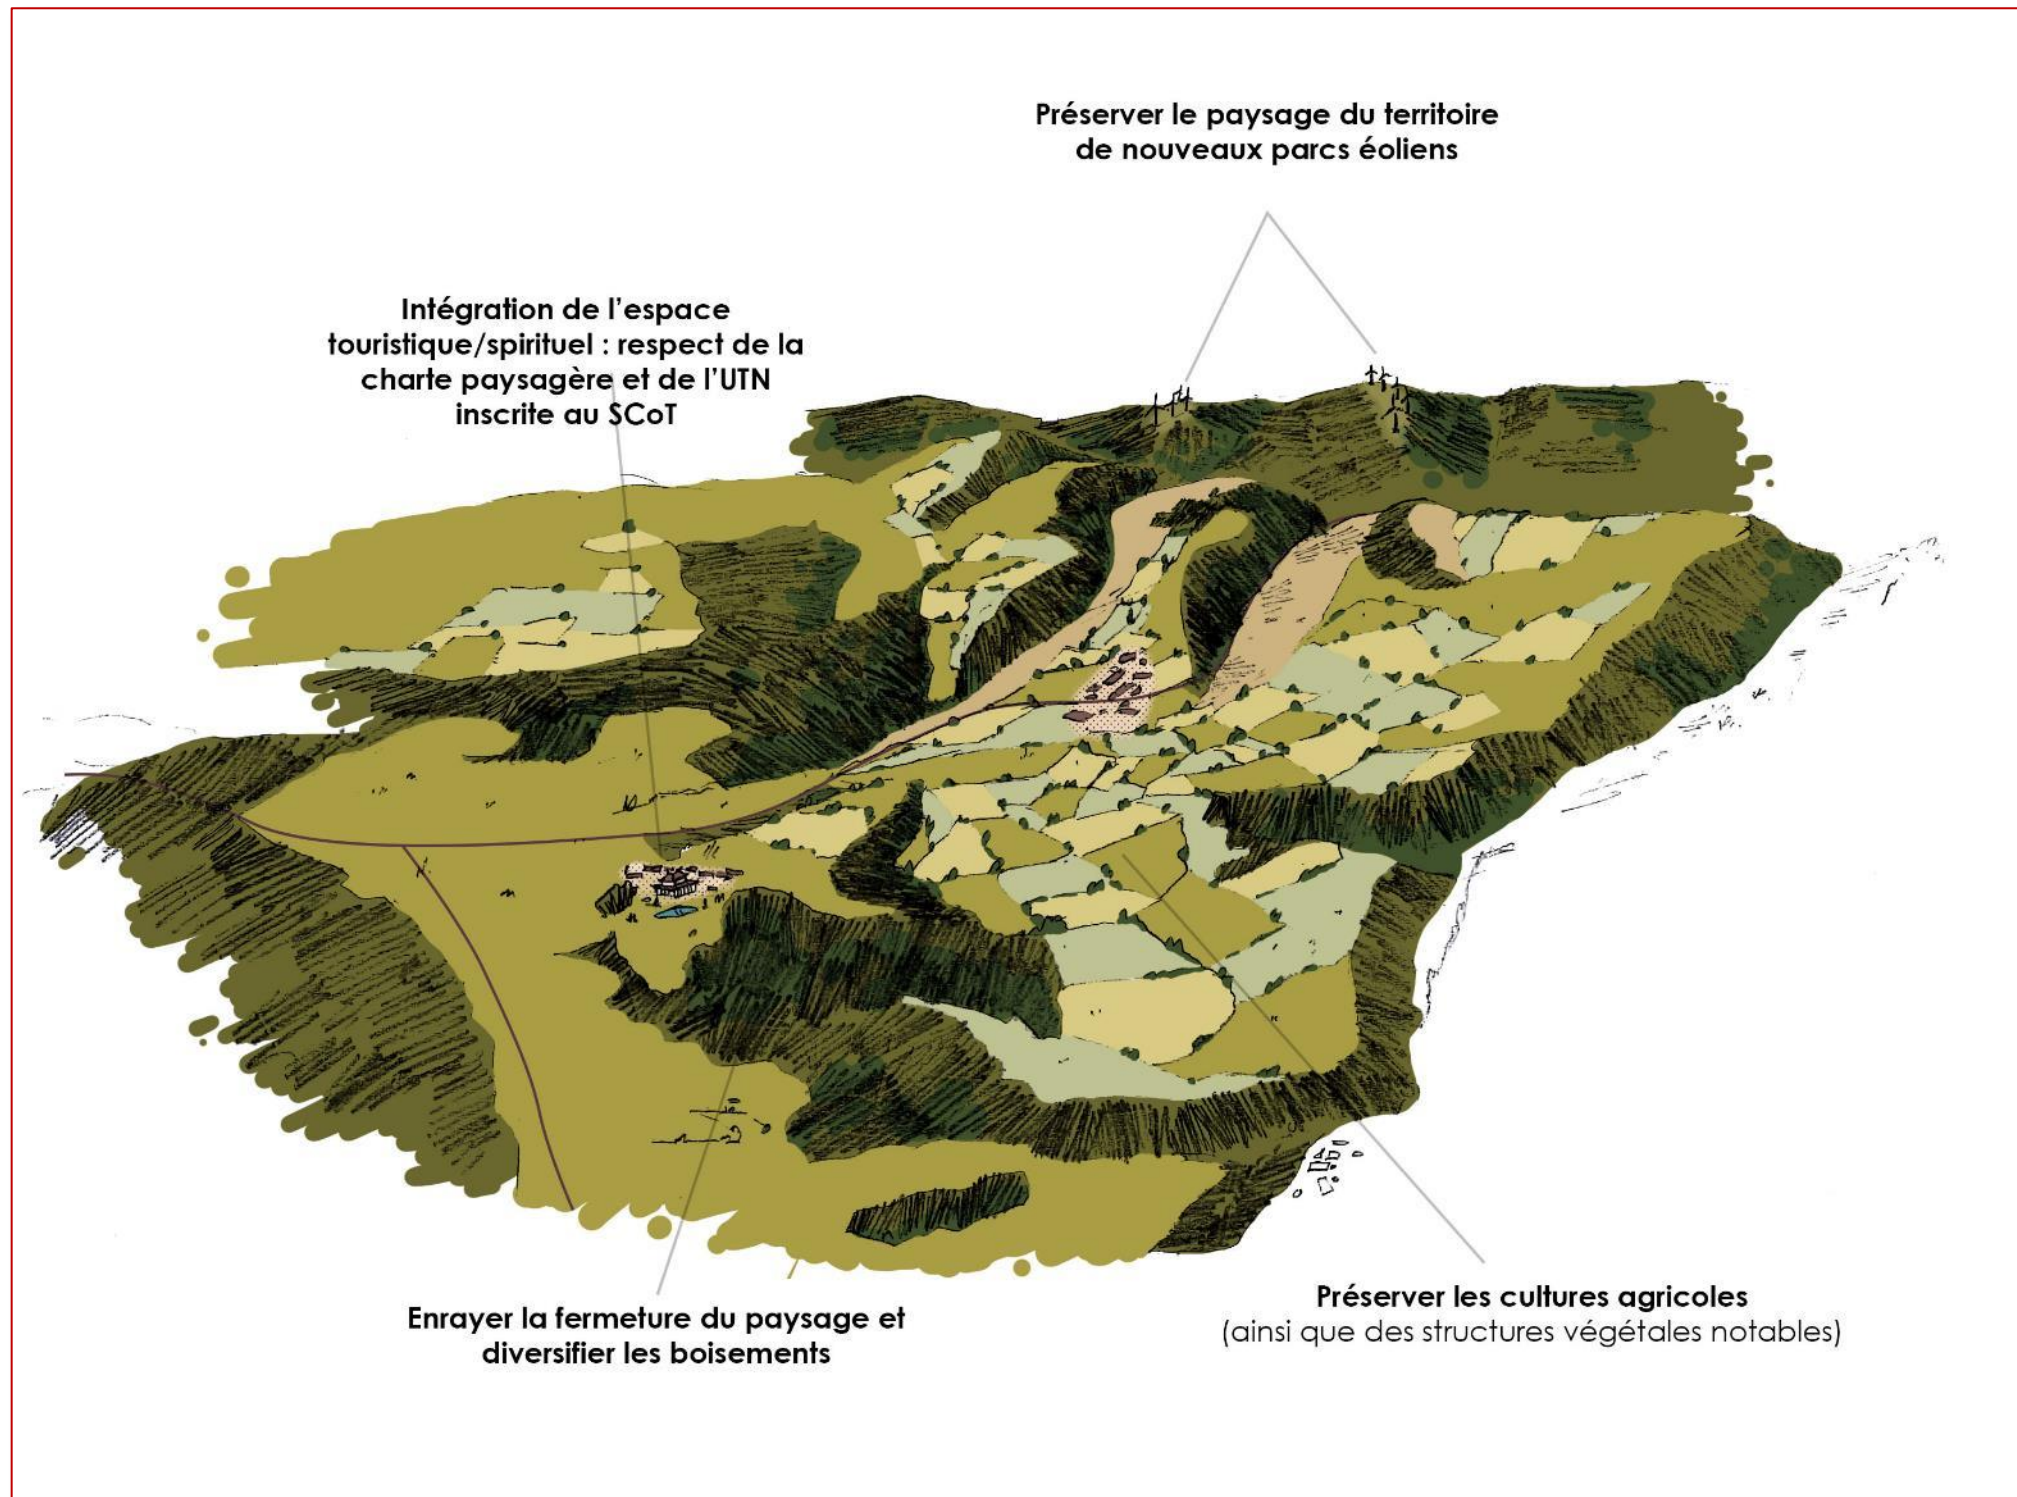 Préserver le paysage du territoire
de nouveaux parcs éoliens
Intégration de l'espace
touristique/spirituel : respect de la
charte paysagère et de l'UTN
inscrite au SCoT
Enrayer la fermeture du paysage et
diversifier les boisements
Préserver les cultures agricoles
(ainsi que des structures végétales notables)